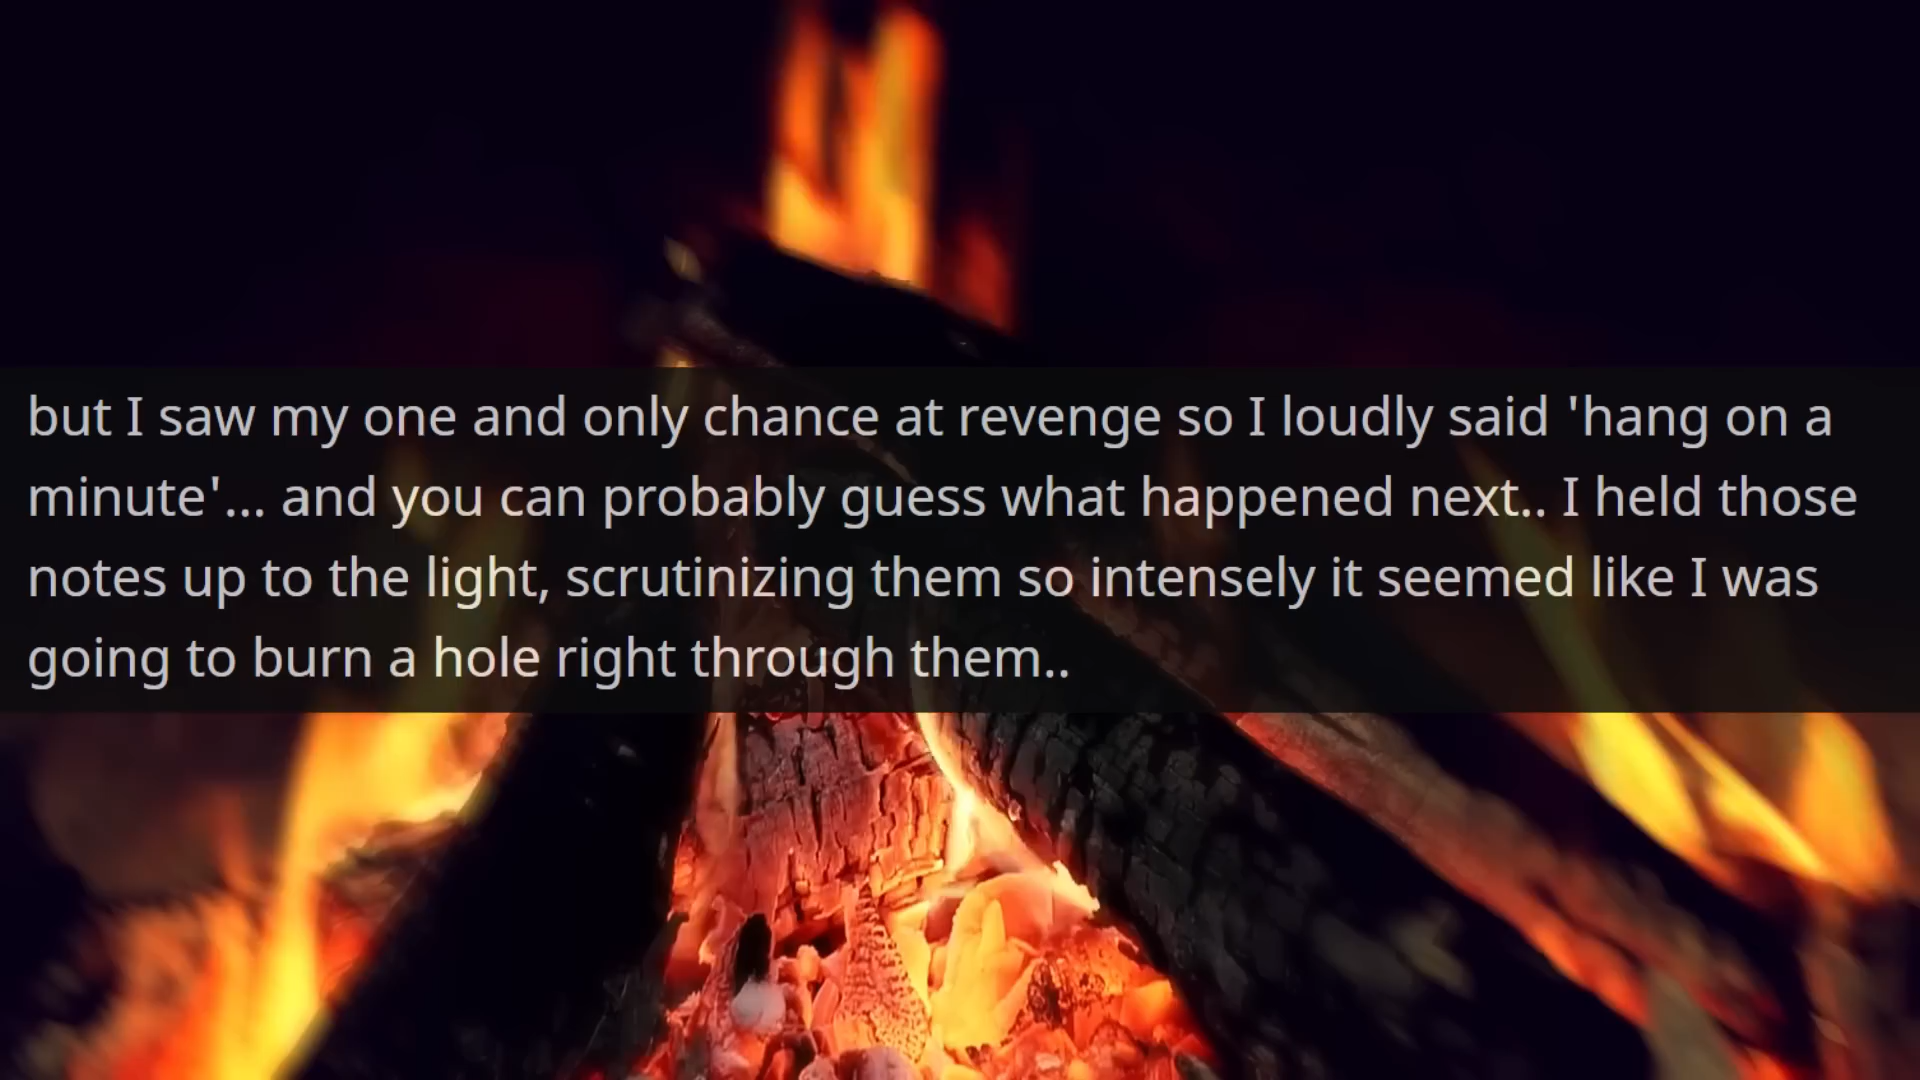 but I saw my one and only chance at revenge so I loudly said 'hang on a
minute'... and you can probably guess what happened next.. I held those
notes up to the light, scrutinizing them so intensely it seemed like I was
going to burn a hole right through them..